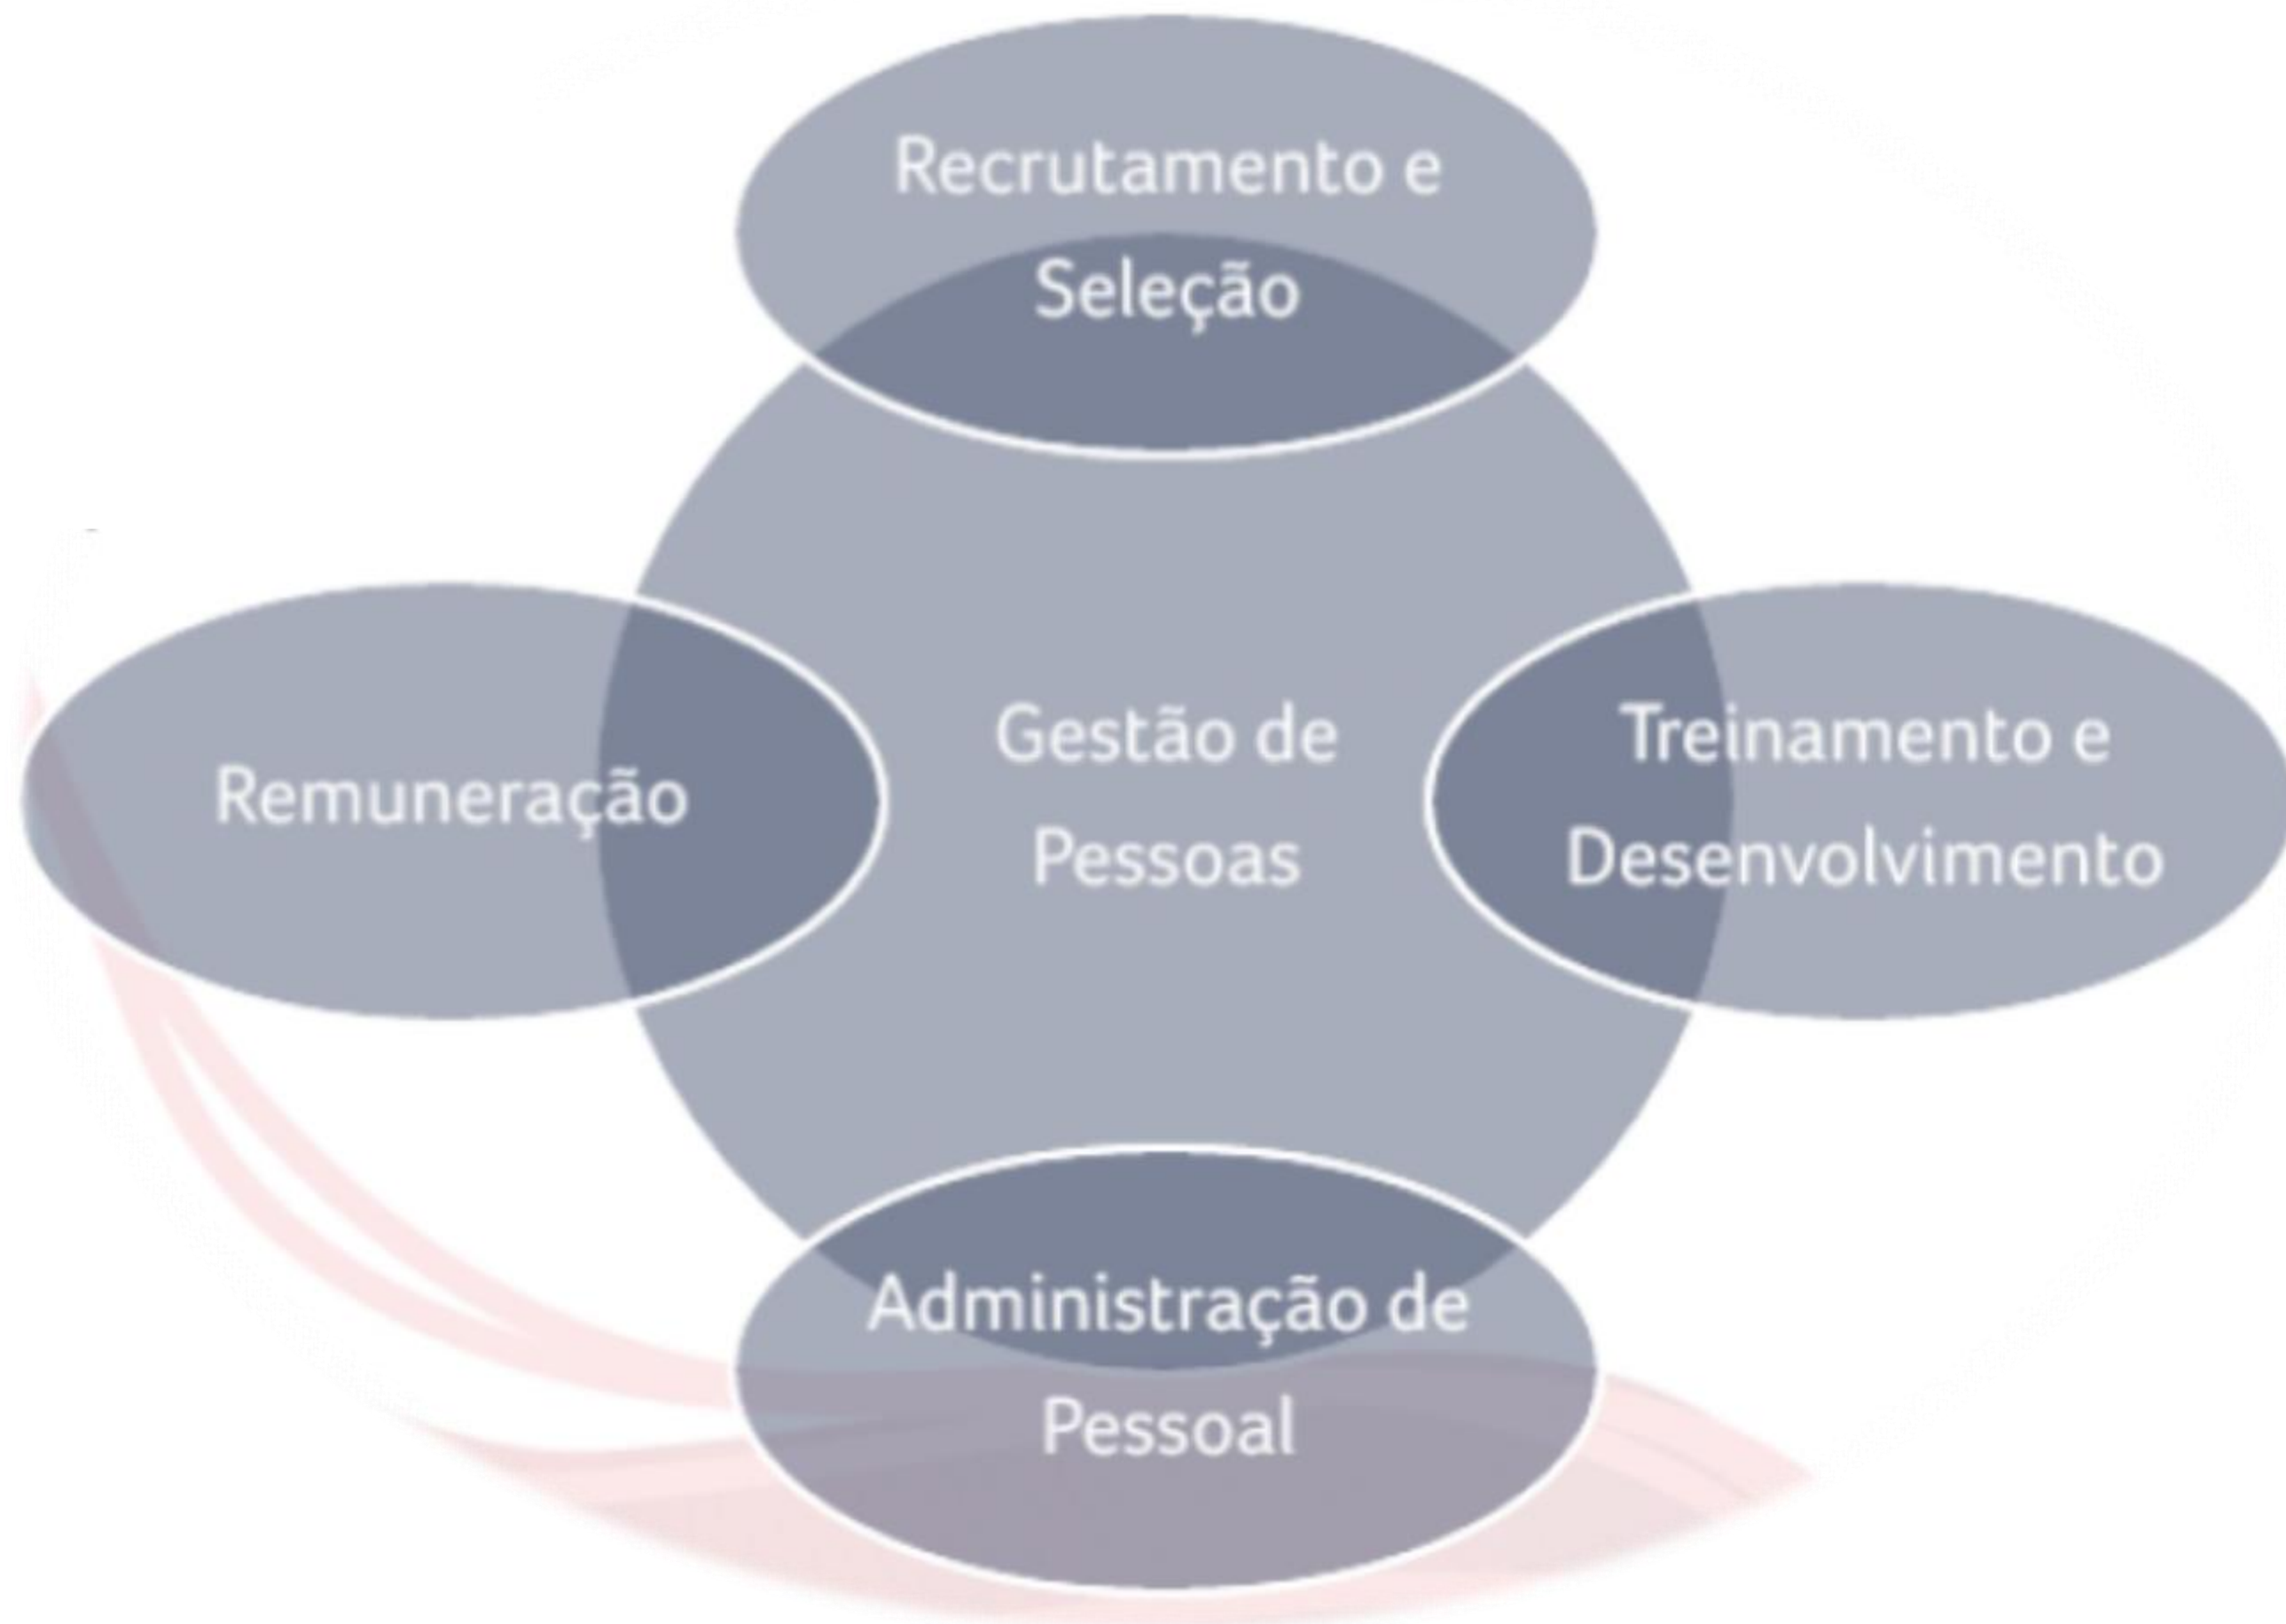 Recrutamento e
Seleção
Remuneração
Gestão de
Pessoas
Treinamento e
Desenvolvimento
Administração de
Pessoal